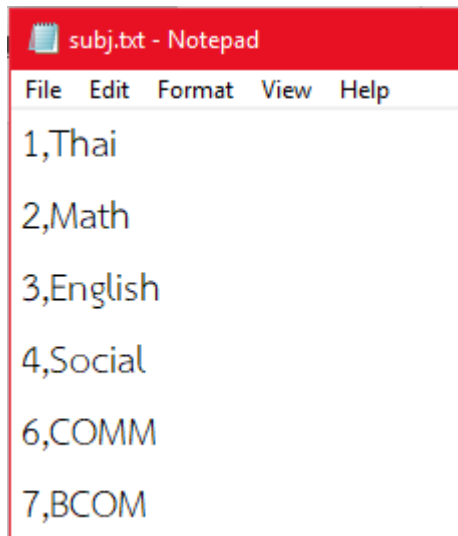 subj.txt - Notepad
File Edit Format View Help
1,Thai
2,Math
3,English
4,Social
6,COMM
7,BCOM